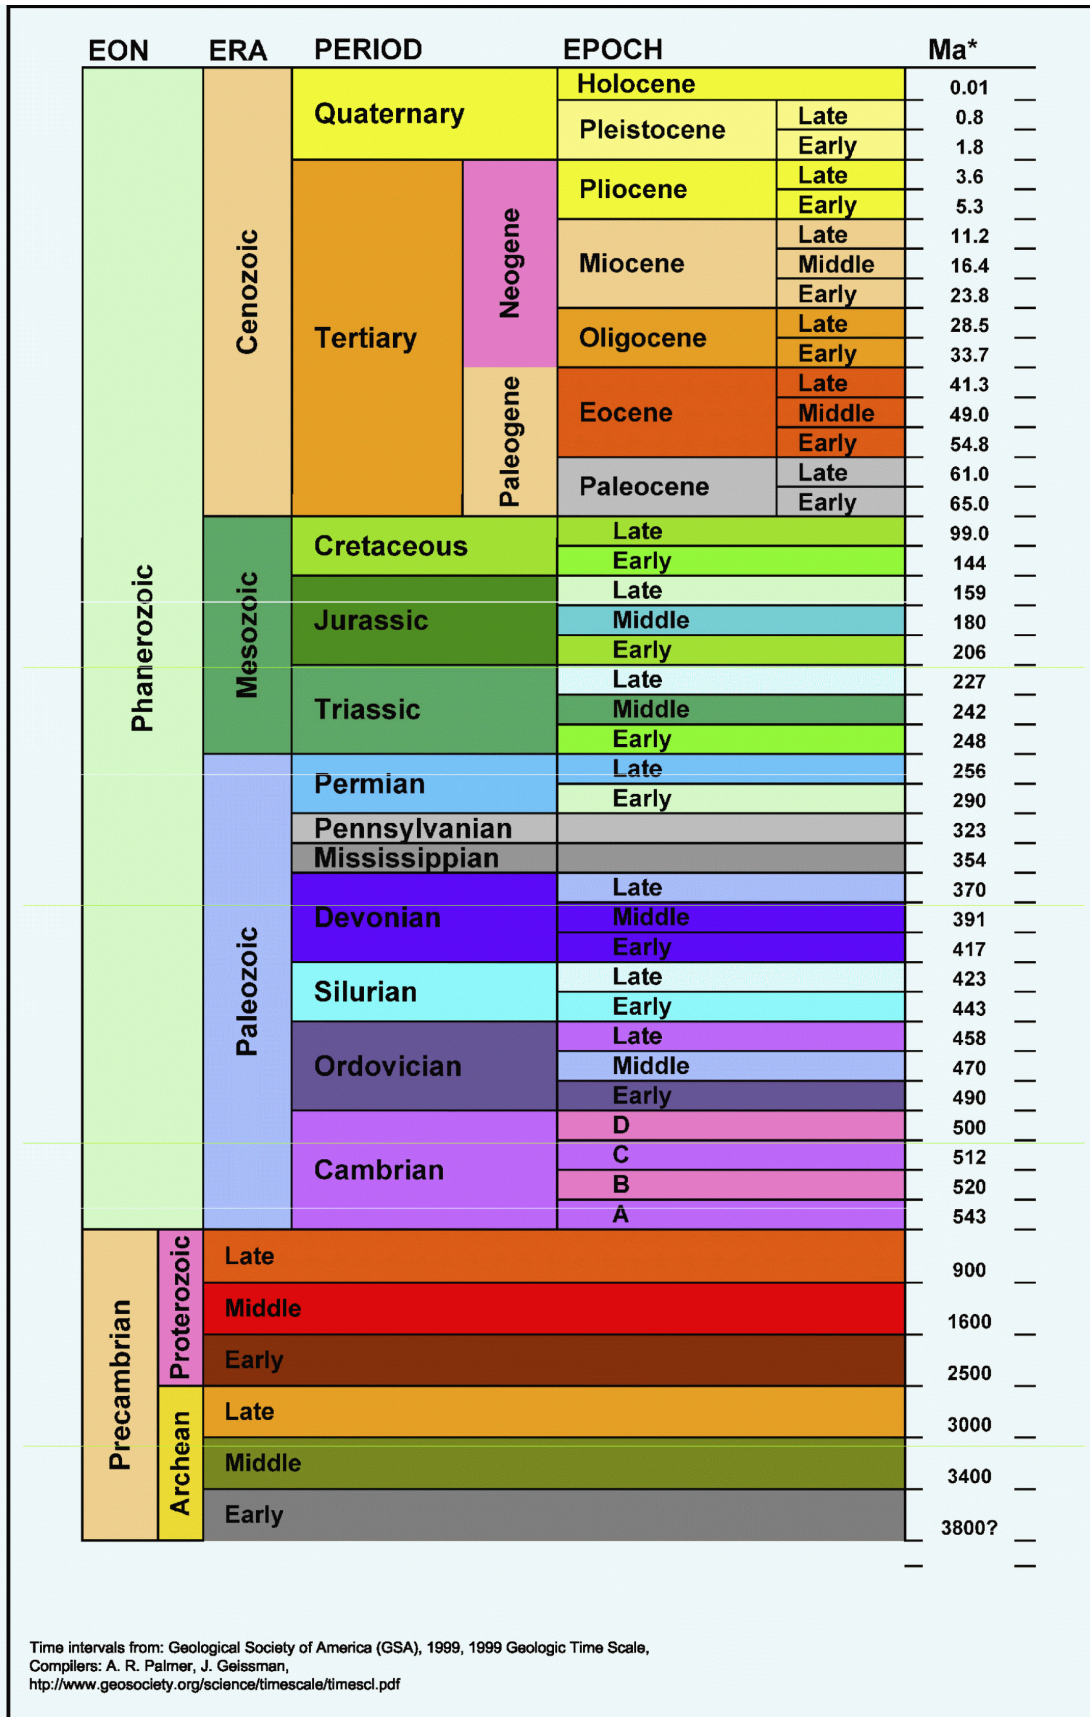 EON ERA PERIOD EPOCH Ma*
Phanerozoic
Cenozoic
Quaternary
Holocene 0.01
Pleistocene
Late 0.8
Early 1.8
Tertiary
Neogene
Pliocene
Late 3.6
Early 5.3
Miocene
Late 11.2
Middle 16.4
Early 23.8
Oligocene
Late 28.5
Early 33.7
Paleogene
Eocene
Late 41.3
Middle 49.0
Early 54.8
Paleocene
Late 61.0
Early 65.0
Mesozoic
Cretaceous
Late 99.0
Early 144
Jurassic
Late 159
Middle 180
Early 206
Triassic
Late 227
Middle 242
Early 248
Paleozoic
Permian
Late 256
Early 290
Pennsylvanian 323
Mississippian 354
Devonian
Late 370
Middle 391
Early 417
Silurian
Late 423
Early 443
Ordovician
Late 458
Middle 470
Early 490
Cambrian
D 500
C 512
B 520
A 543
Precambrian
Proterozoic
Late 900
Middle 1600
Early 2500
Archean
Late 3000
Middle 3400
Early 3800?
Time intervals from: Geological Society of America (GSA), 1999, 1999 Geologic Time Scale,
Compilers: A. R. Palmer, J. Geissman,
htp://www.geosociety.org/science/timescale/timescl.pdf